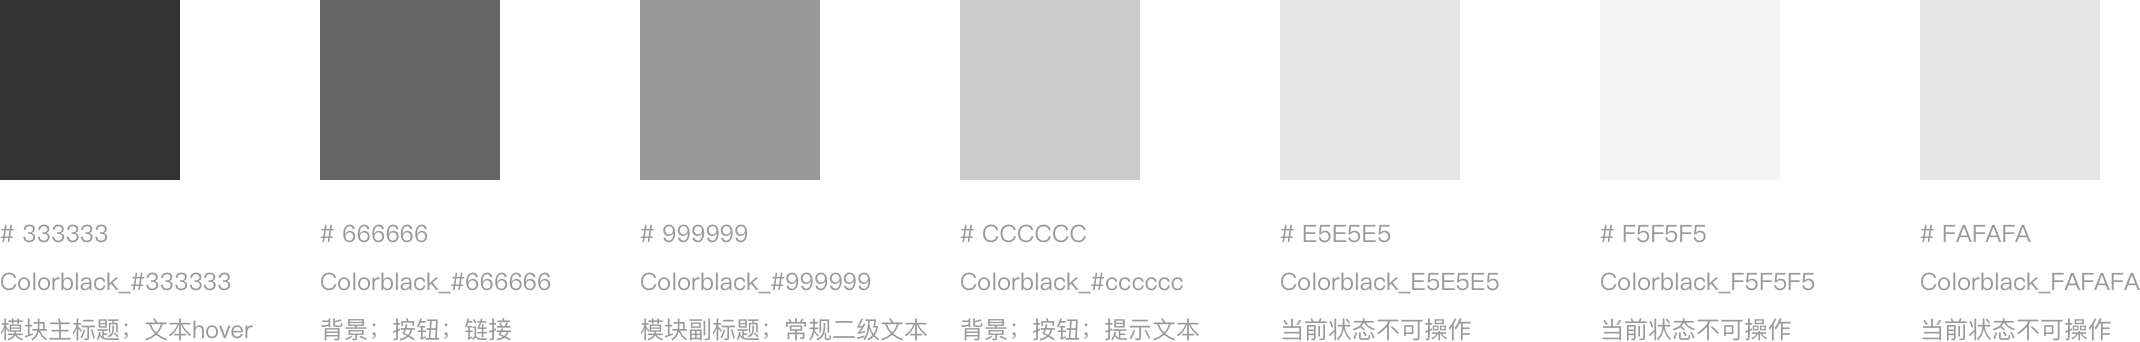 # 333333
Colorblack_#333333
模块主标题；文本hover
# 666666
Colorblack_#666666
背景；按钮；链接
# 999999
Colorblack_#999999
模块副标题；常规二级文本
# CCCCCC
Colorblack_#cccccc
背景；按钮；提示文本
# E5E5E5
Colorblack_E5E5E5
当前状态不可操作
# F5F5F5
Colorblack_F5F5F5
当前状态不可操作
# FAFAFA
Colorblack_FAFAFA
当前状态不可操作